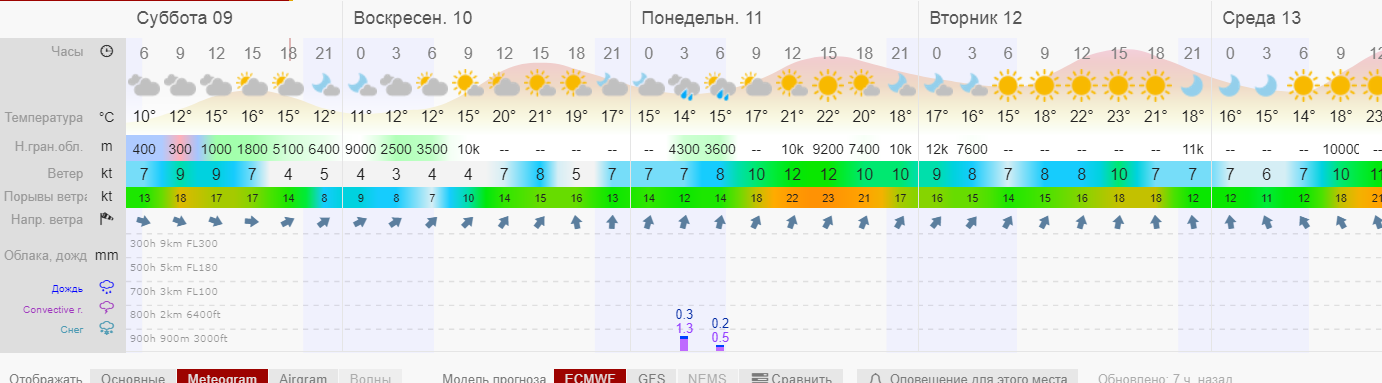 Суббота 09 Воскресен. 10 Понедельн. 11 Вторник 12 Среда 13
Часы 6 9 12 15 18 21 0 3 6 9 12 15 18 21 0 3 6 9 12 15 18 21 0 3 6 9 12 15 18 21 0 3 6 9 12
Температура °C 10° 12° 15° 16° 15° 12° 11° 12° 12° 15° 20° 21° 19° 17° 15° 14° 15° 17° 21° 22° 20° 18° 17° 16° 15° 18° 22° 22° 21° 18° 16° 15° 14° 18° 22°
Н.гран.обл. m 400 300 1000 1800 5100 6400 9000 2500 3500 10k -- -- -- -- -- 4300 3600 -- 10k 9200 7400 10k 12k 7600 -- -- -- -- -- 11k -- -- -- 10000 --
Ветер kt 7 9 9 7 4 5 4 3 4 4 7 8 5 7 7 7 8 10 12 12 10 10 9 8 7 8 8 10 7 7 7 6 7 10 11
Порывы ветра kt 13 18 17 17 14 8 9 8 7 10 14 15 16 13 14 12 14 18 22 23 21 17 16 15 14 15 16 18 18 12 12 11 12 18 21
Напр. ветра
300h 9km FL300
Облака, дожд mm
500h 5km FL180
Дождь 700h 3km FL100
Convective r. 800h 2km 6400ft 0.3
Снег 1.3 0.2
900h 900m 3000ft 0.5
Отображать Основные Meteogram Airgram Волны Модель прогноза ECMWF GFS NEMS Сравнить Оповещение для этого места Обновлено: 7 ч. назад